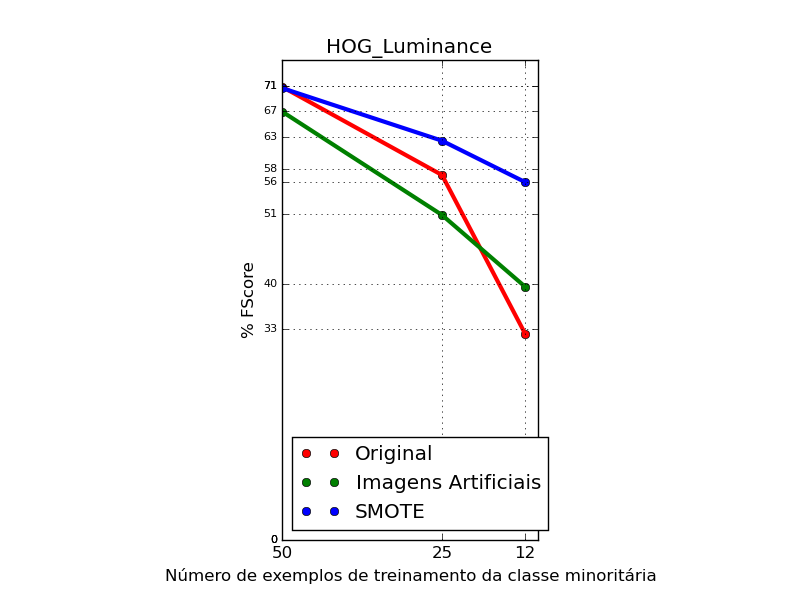 HOG_Luminance
% FScore
71
67
63
58
56
51
40
33
0
Original
Imagens Artificiais
SMOTE
50 25 12
Número de exemplos de treinamento da classe minoritária